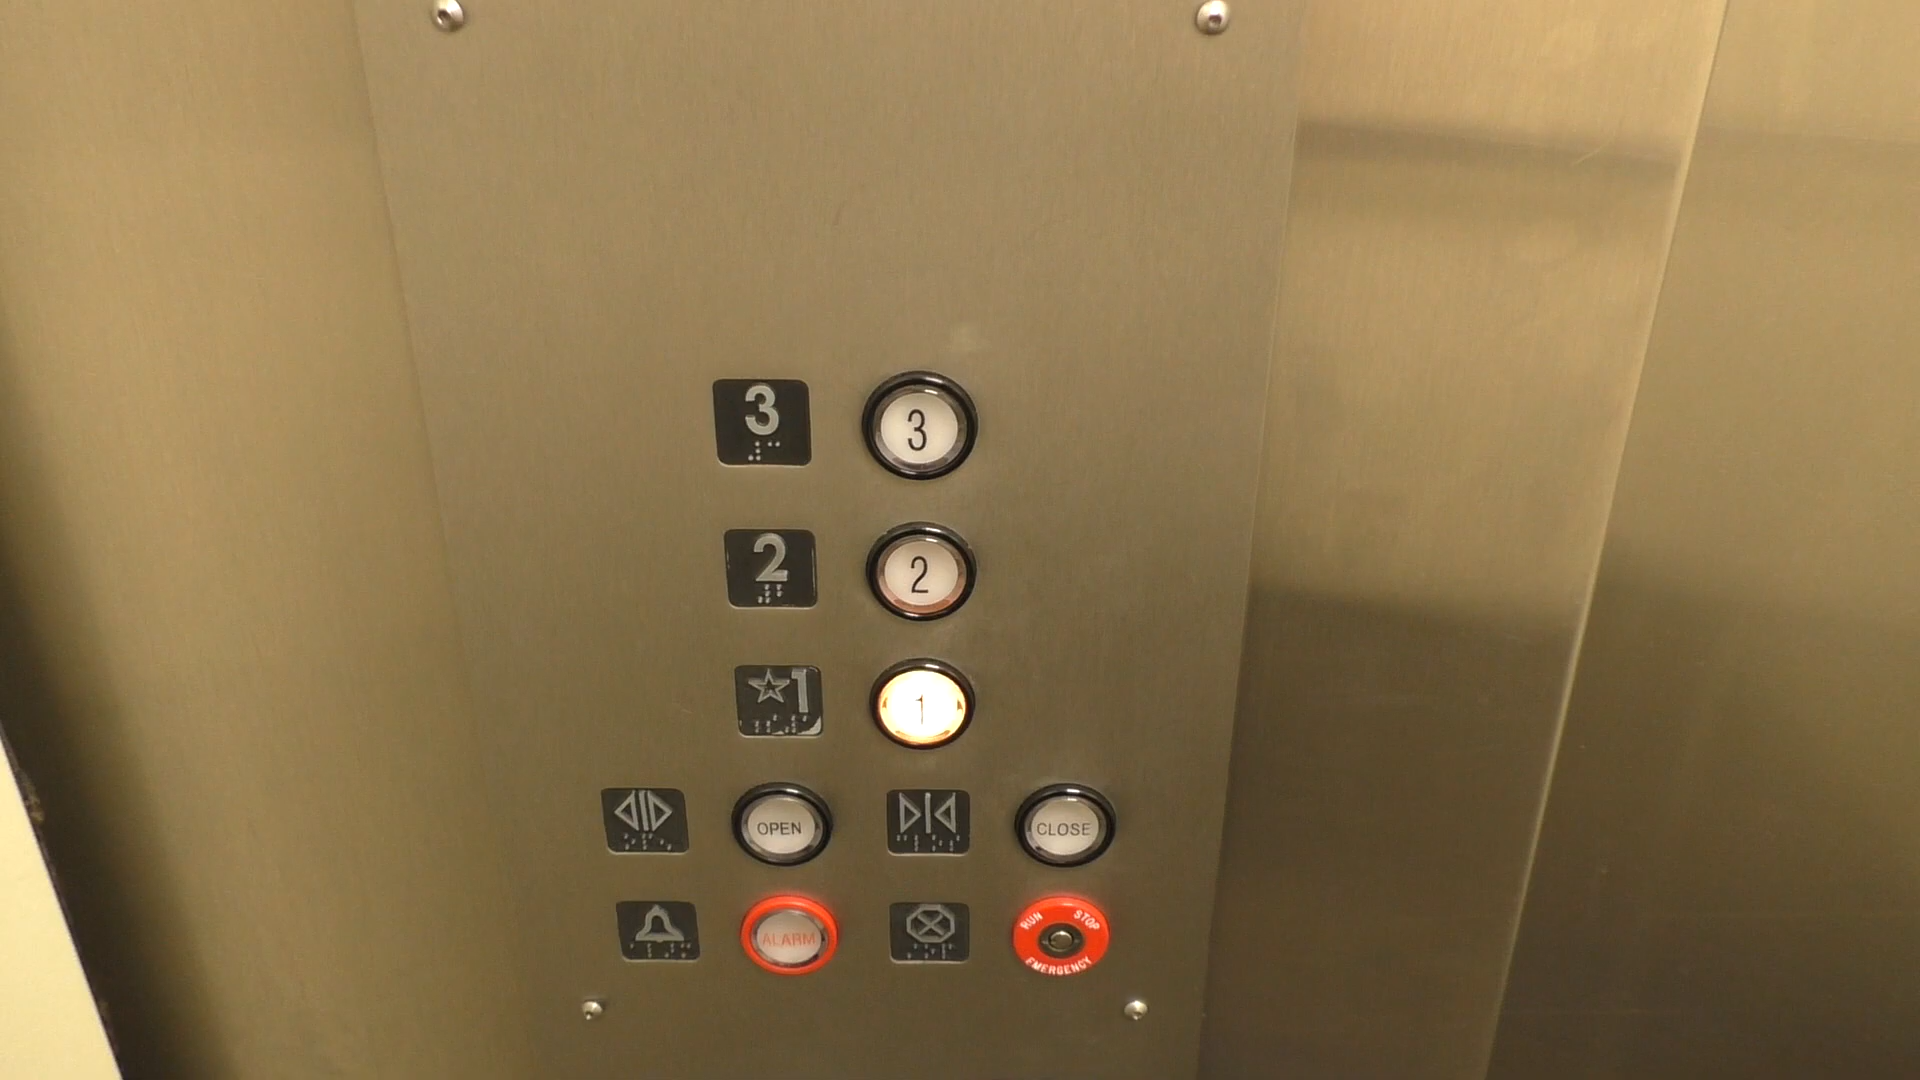 3 3
2 2
☆1 1
OPEN CLOSE
ALARM RUN STOP
EMERGENCY